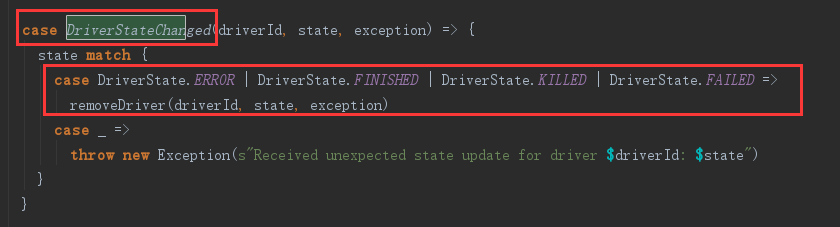 case DriverStateChanged(driverId, state, exception) => {
state match {
case DriverState.ERROR | DriverState.FINISHED | DriverState.KILLED | DriverState.FAILED =>
removeDriver(driverId, state, exception)
case _ =>
throw new Exception(s"Received unexpected state update for driver $driverId: $state")
}
}